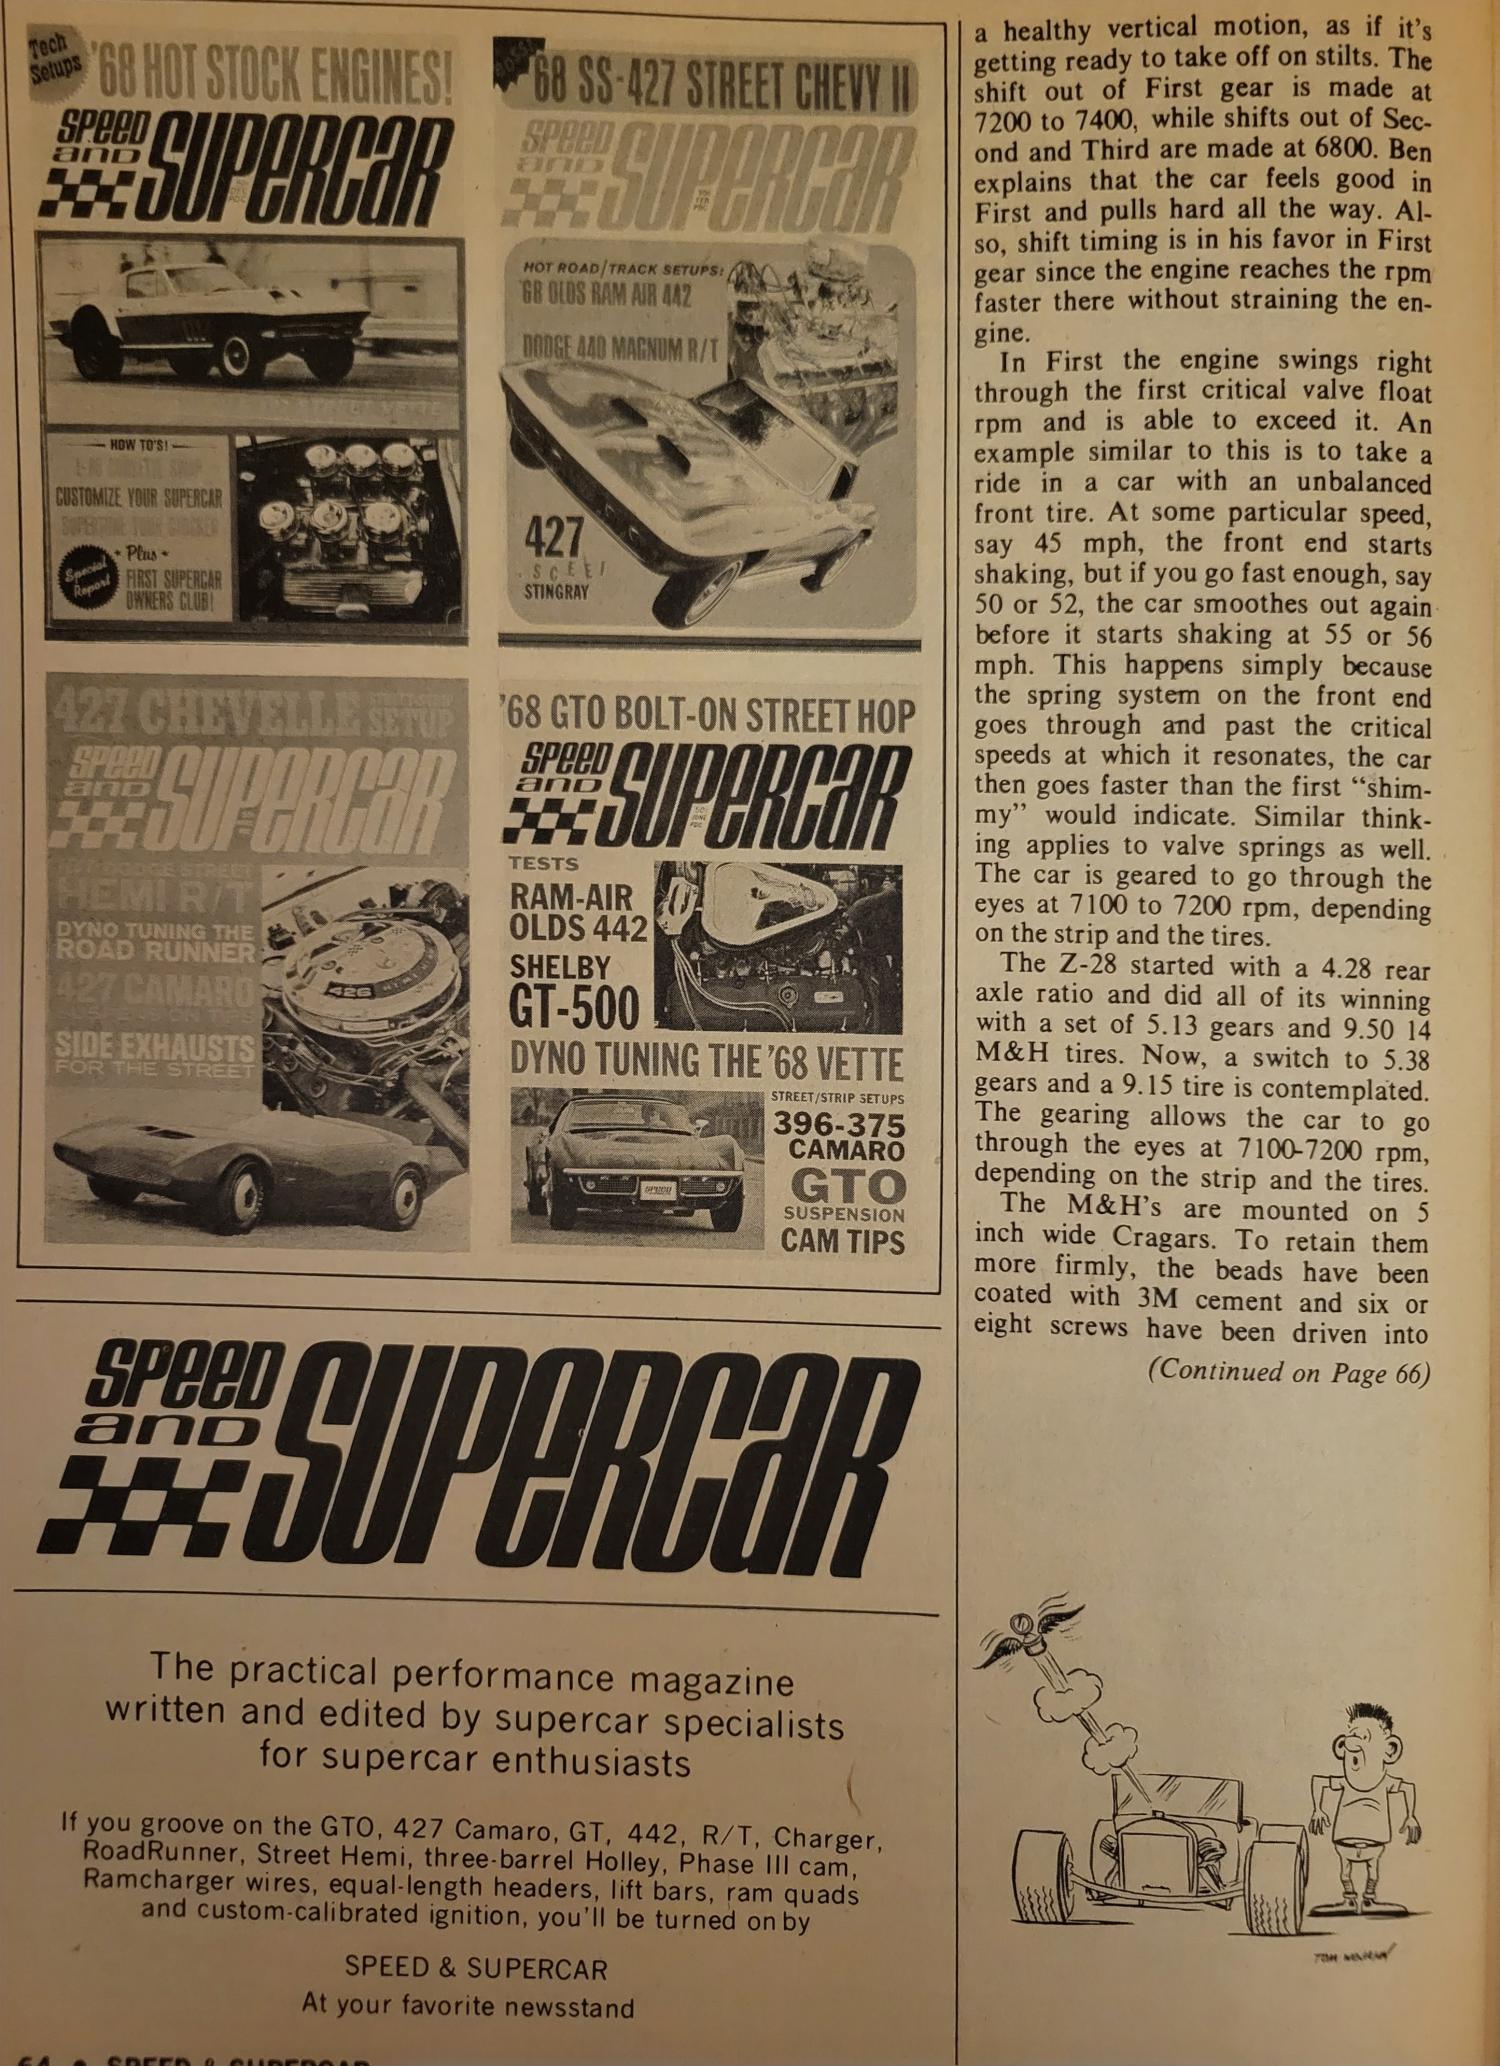 Tech
Setups
'68 HOT STOCK ENGINES!
SPEED
and
SUPERCAR
HOW TO'S!
CUSTOMIZE YOUR SUPERCAR
SUPERTUNE YOUR
Plus
Special
Report
FIRST SUPERCAR
OWNERS CLUB!
'68 SS-427 STREET CHEVY II
SPEED
and
SUPERCAR
HOT ROAD/TRACK SETUPS:
'68 OLDS RAM AIR 442
DODGE 440 MAGNUM R/T
427
STINGRAY
427 CHEVELLE
SETUP
SPEED
and
SUPERCAR
HEMI R/T
DYNO TUNING THE
ROAD RUNNER
427 CAMARO
SIDE EXHAUSTS
FOR THE STREET
426
'68 GTO BOLT-ON STREET HOP
SPEED
and
SUPERCAR
TESTS
RAM-AIR
OLDS 442
SHELBY
GT-500
DYNO TUNING THE '68 VETTE
STREET/STRIP SETUPS
396-375
CAMARO
GTO
SUSPENSION
CAM TIPS
SPEED
SPEED
and
SUPERCAR
The practical performance magazine
written and edited by supercar specialists
for supercar enthusiasts
If you groove on the GTO, 427 Camaro, GT, 442, R/T, Charger,
RoadRunner, Street Hemi, three-barrel Holley, Phase III cam,
Ramcharger wires, equal-length headers, lift bars, ram quads
and custom-calibrated ignition, you'll be turned on by
SPEED & SUPERCAR
At your favorite newsstand
64 • SPEED & SUPERCAR
a healthy vertical motion, as if it's
getting ready to take off on stilts. The
shift out of First gear is made at
7200 to 7400, while shifts out of Sec-
ond and Third are made at 6800. Ben
explains that the car feels good in
First and pulls hard all the way. Al-
so, shift timing is in his favor in First
gear since the engine reaches the rpm
faster there without straining the en-
gine.
In First the engine swings right
through the first critical valve float
rpm and is able to exceed it. An
example similar to this is to take a
ride in a car with an unbalanced
front tire. At some particular speed,
say 45 mph, the front end starts
shaking, but if you go fast enough, say
50 or 52, the car smoothes out again
before it starts shaking at 55 or 56
mph. This happens simply because
the spring system on the front end
goes through and past the critical
speeds at which it resonates, the car
then goes faster than the first “shim-
my” would indicate. Similar think-
ing applies to valve springs as well.
The car is geared to go through the
eyes at 7100 to 7200 rpm, depending
on the strip and the tires.
The Z-28 started with a 4.28 rear
axle ratio and did all of its winning
with a set of 5.13 gears and 9.50 14
M&H tires. Now, a switch to 5.38
gears and a 9.15 tire is contemplated.
The gearing allows the car to go
through the eyes at 7100-7200 rpm,
depending on the strip and the tires.
The M&H's are mounted on 5
inch wide Cragars. To retain them
more firmly, the beads have been
coated with 3M cement and six or
eight screws have been driven into
(Continued on Page 66)
TOM